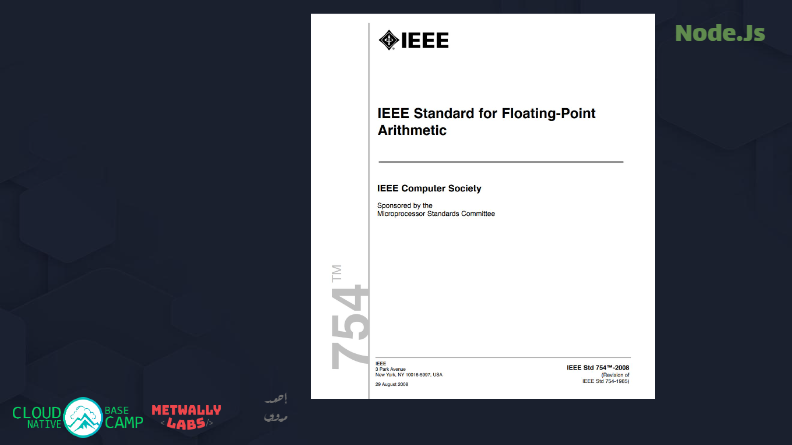 Node.Js
IEEE
IEEE Standard for Floating-Point
Arithmetic
IEEE Computer Society
Sponsored by the
Microprocessor Standards Committee
754™
IEEE
3 Park Avenue
New York, NY 10016-5997, USA
29 August 2008
IEEE Std 754™-2008
(Revision of
IEEE Std 754-1985)
CLOUD
NATIVE
BASE
CAMP
METWALLY
<LABS/>